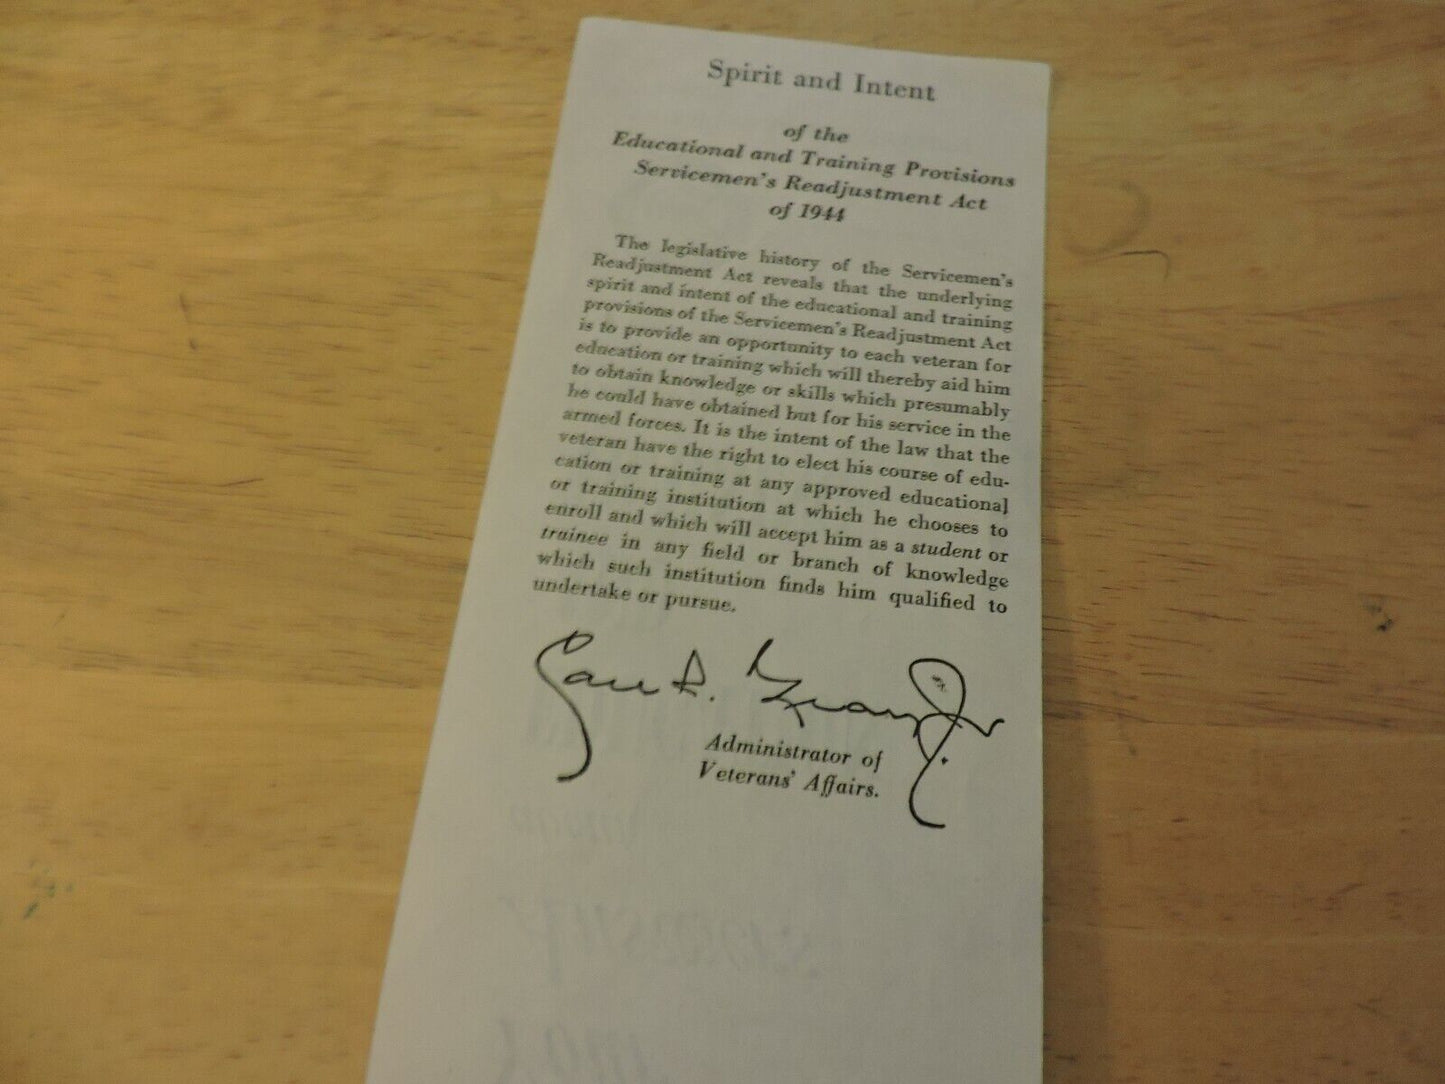 Spirit and Intent
of the
Educational and Training Provisions
Servicemen's Readjustment Act
of 1944
The legislative history of the Servicemen's
Readjustment Act reveals that the underlying
spirit and intent of the educational and training
provisions of the Servicemen's Readjustment Act
is to provide an opportunity to each veteran for
education or training which will thereby aid him
to obtain knowledge or skills which presumably
he could have obtained but for his service in the
armed forces. It is the intent of the law that the
veteran have the right to elect his course of edu-
cation or training at any approved educational
or training institution at which he chooses to
enroll and which will accept him as a student or
trainee in any field or branch of knowledge
which such institution finds him qualified to
undertake or pursue.
Carl R. Gray Jr.
Administrator of
Veterans' Affairs.